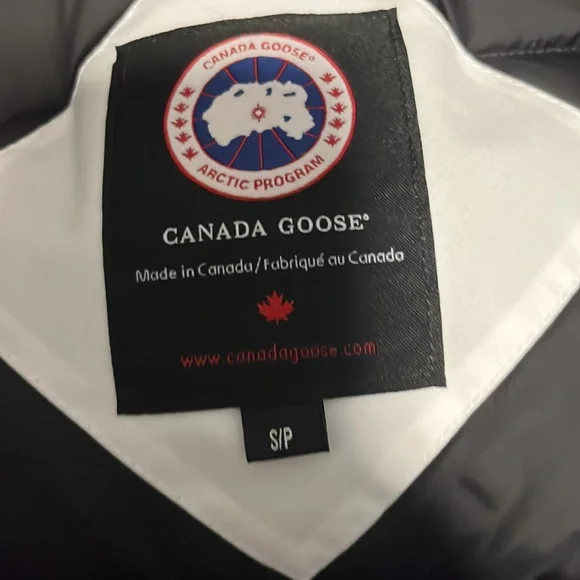 CANADA GOOSE®
ARCTIC PROGRAM
CANADA GOOSE®
Made in Canada/Fabriqué au Canada
www.canadagoose.com
S/P